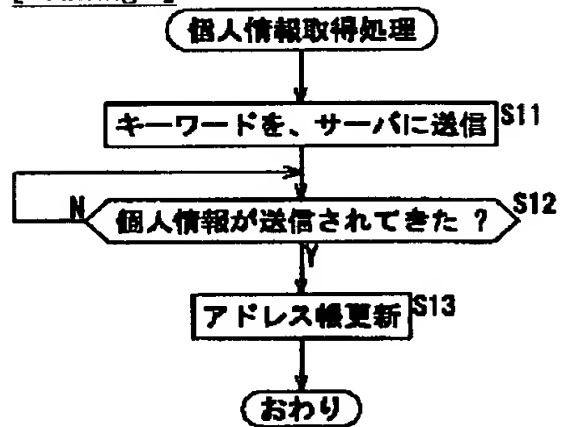 個人情報取得処理
キーワードを、サーバに送信 S11
N 個人情報が送信されてきた ? S12
Y
アドレス帳更新 S13
おわり